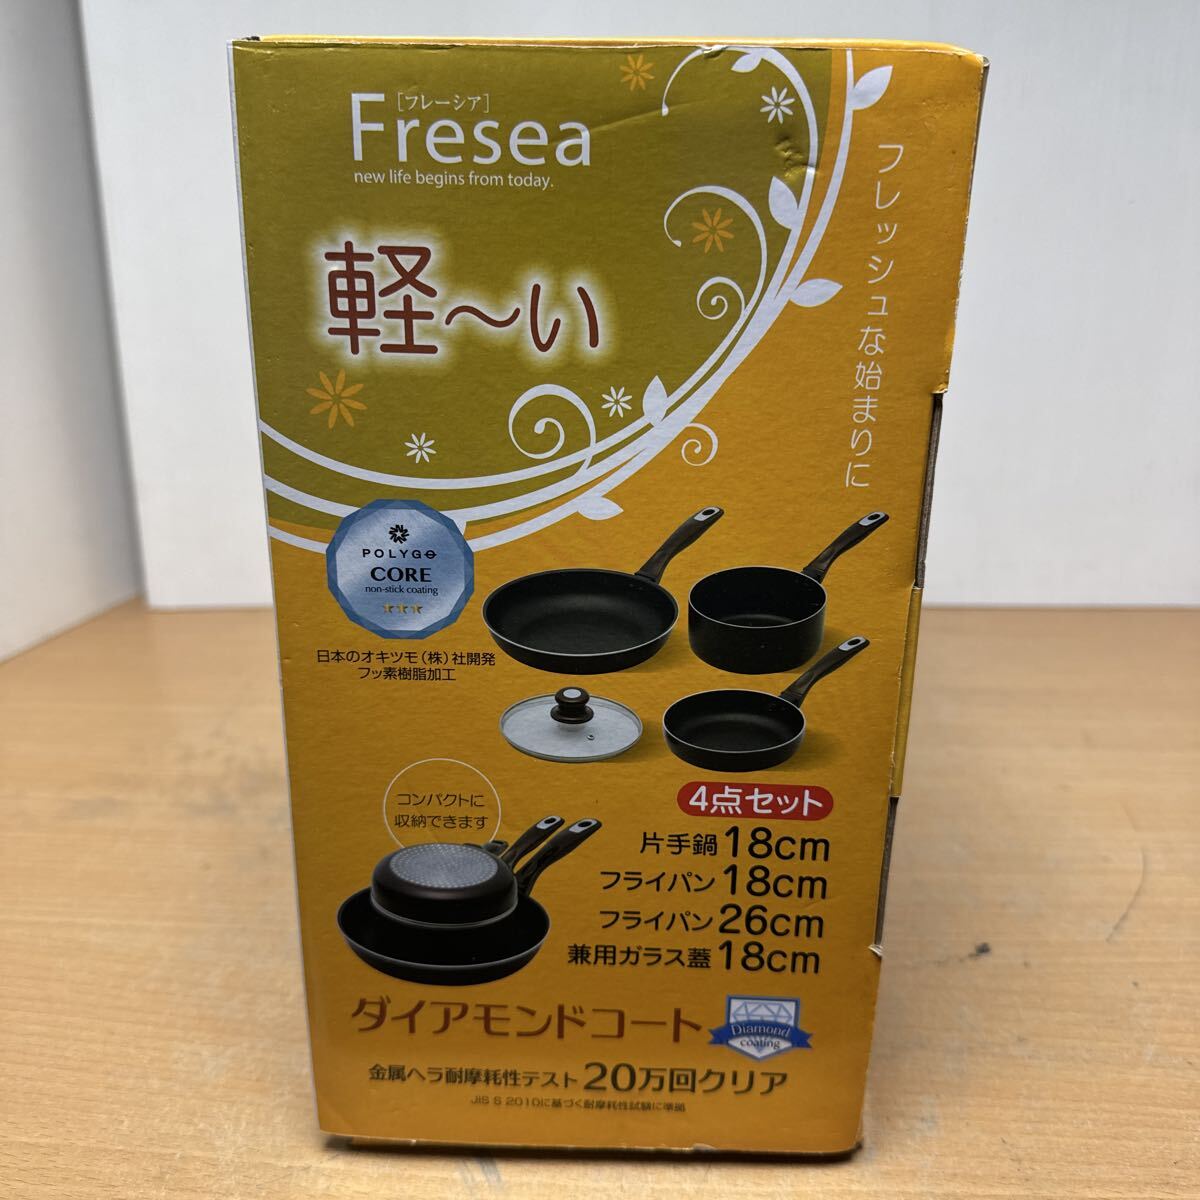 [フレーシア]
Fresea
new life begins from today.
軽〜い
フレッシュな始まりに
POLYGO
CORE
non-stick coating
日本のオキツモ(株)社開発
フッ素樹脂加工
コンパクトに
収納できます
4点セット
片手鍋18cm
フライパン18cm
フライパン26cm
兼用ガラス蓋18cm
ダイアモンドコート
Diamond
coating
金属ヘラ耐摩耗性テスト20万回クリア
JIS S 2010に基づく耐摩耗性試験に準拠